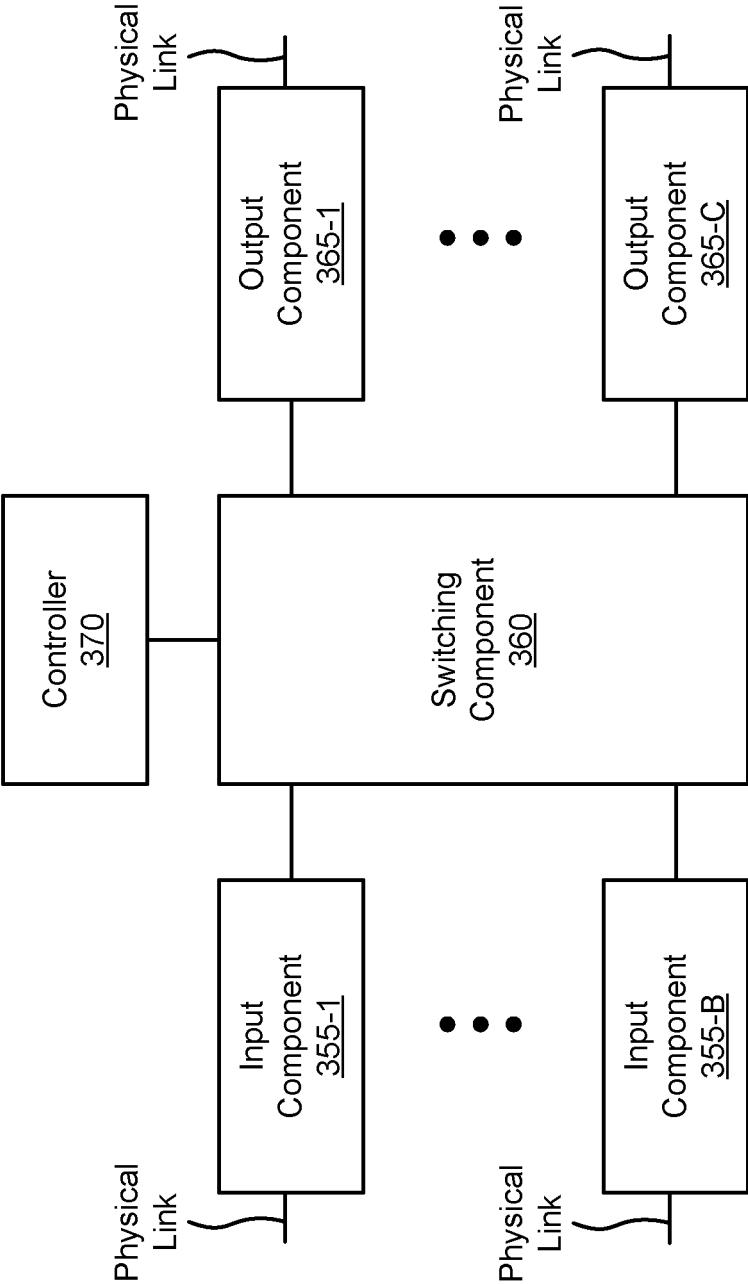 Controller
370
Physical
Link
Input
Component
355-1
Switching
Component
360
Output
Component
365-1
Physical
Link
Physical
Link
Input
Component
355-B
Output
Component
365-C
Physical
Link